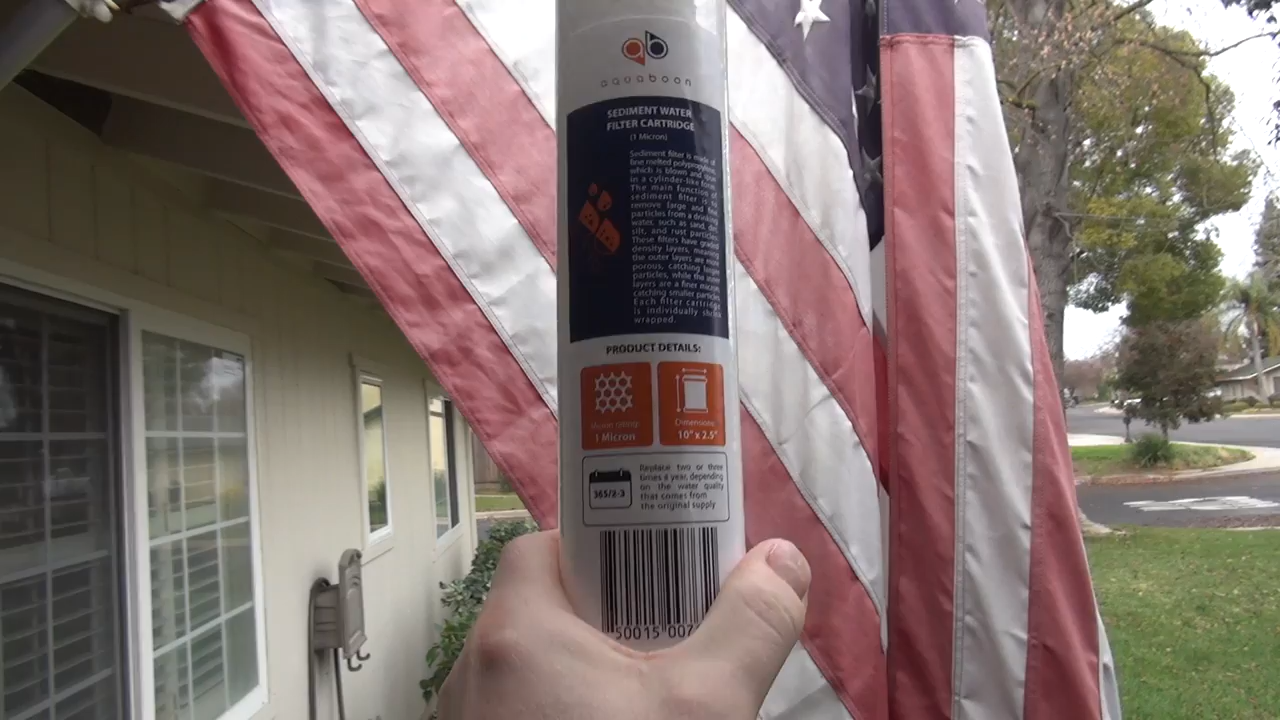 ab
aquaboon
SEDIMENT WATER
FILTER CARTRIDGE
(1 Micron)
Sediment filter is made of
fine melted polypropylene,
which is blown and spun
in a cylinder-like form.
The main function of
sediment filter is to
remove large and fine
particles from a drinking
water, such as sand, dirt,
silt, and rust particles.
These filters have graded
density layers, meaning
the outer layers are more
porous, catching larger
particles, while the inner
layers are a finer micron,
catching smaller particles.
Each filter cartridge
is individually shrink
wrapped.
PRODUCT DETAILS:
1 Micron
Dimensions:
10" x 2.5"
365/2-3
Replace two or three
times a year, depending
on the water quality
that comes from
the original supply
50015 007